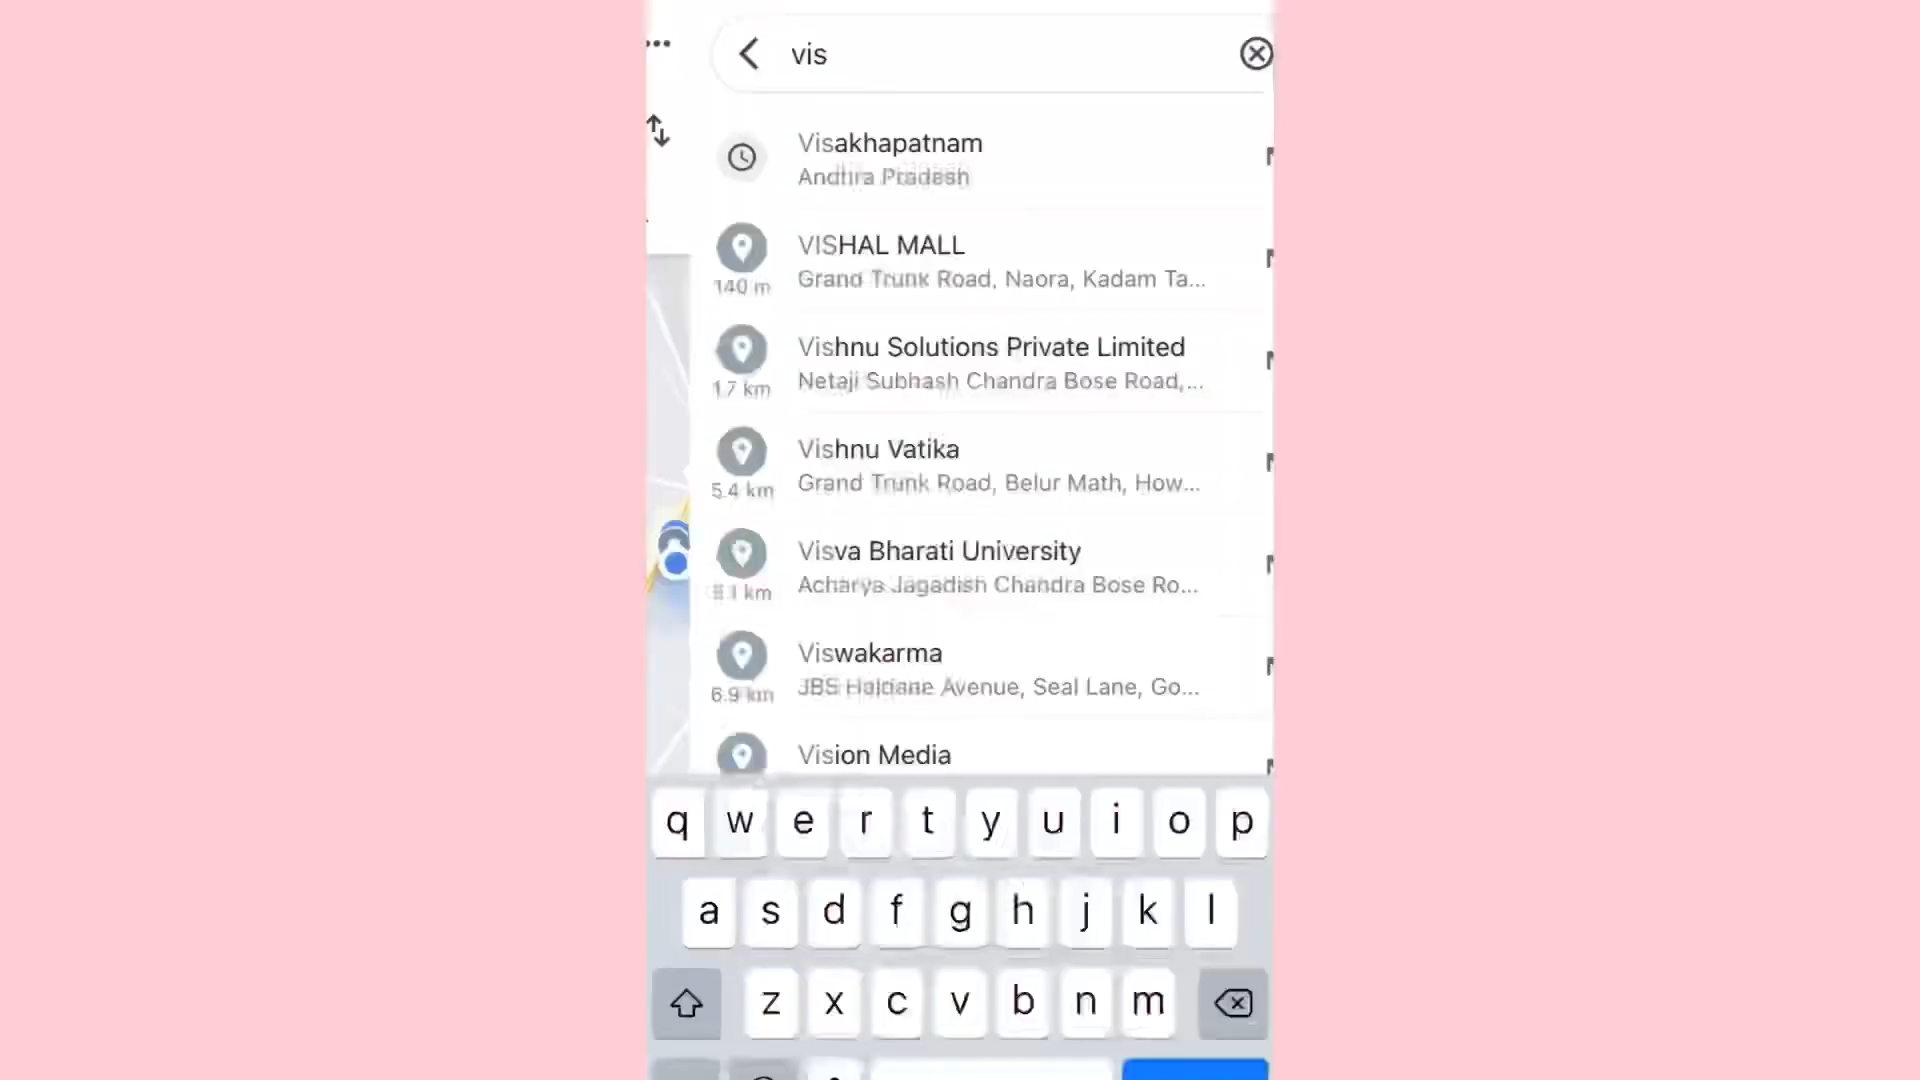 vis
Visakhapatnam
Andhra Pradesh
VISHAL MALL
Grand Trunk Road, Naora, Kadam Ta...
140 m
Vishnu Solutions Private Limited
Netaji Subhash Chandra Bose Road,...
1.7 km
Vishnu Vatika
Grand Trunk Road, Belur Math, How...
5.4 km
Visva Bharati University
Acharya Jagadish Chandra Bose Ro...
km
Viswakarma
JBS Haldane Avenue, Seal Lane, Go...
6.9 km
Vision Media
q w e r t y u i o p
a s d f g h j k l
z x c v b n m